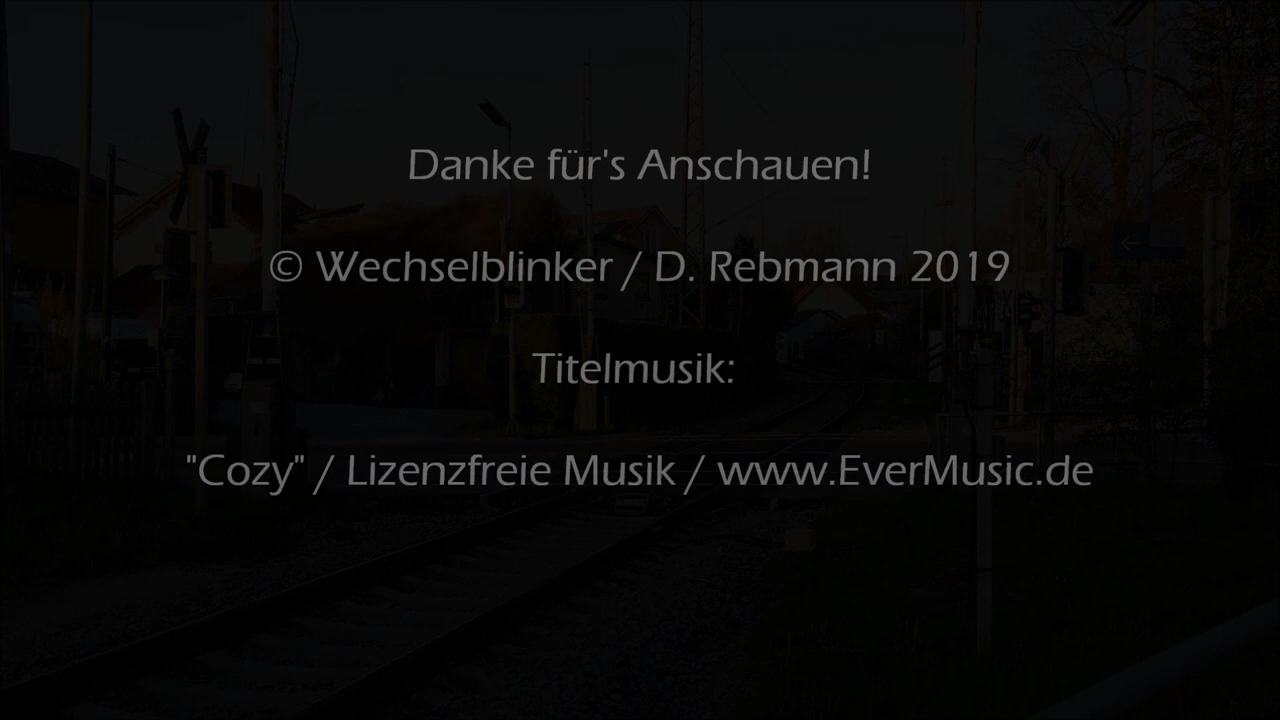 Danke für's Anschauen!
© Wechselblinker / D. Rebmann 2019
Titelmusik:
"Cozy" / Lizenzfreie Musik / www.EverMusic.de